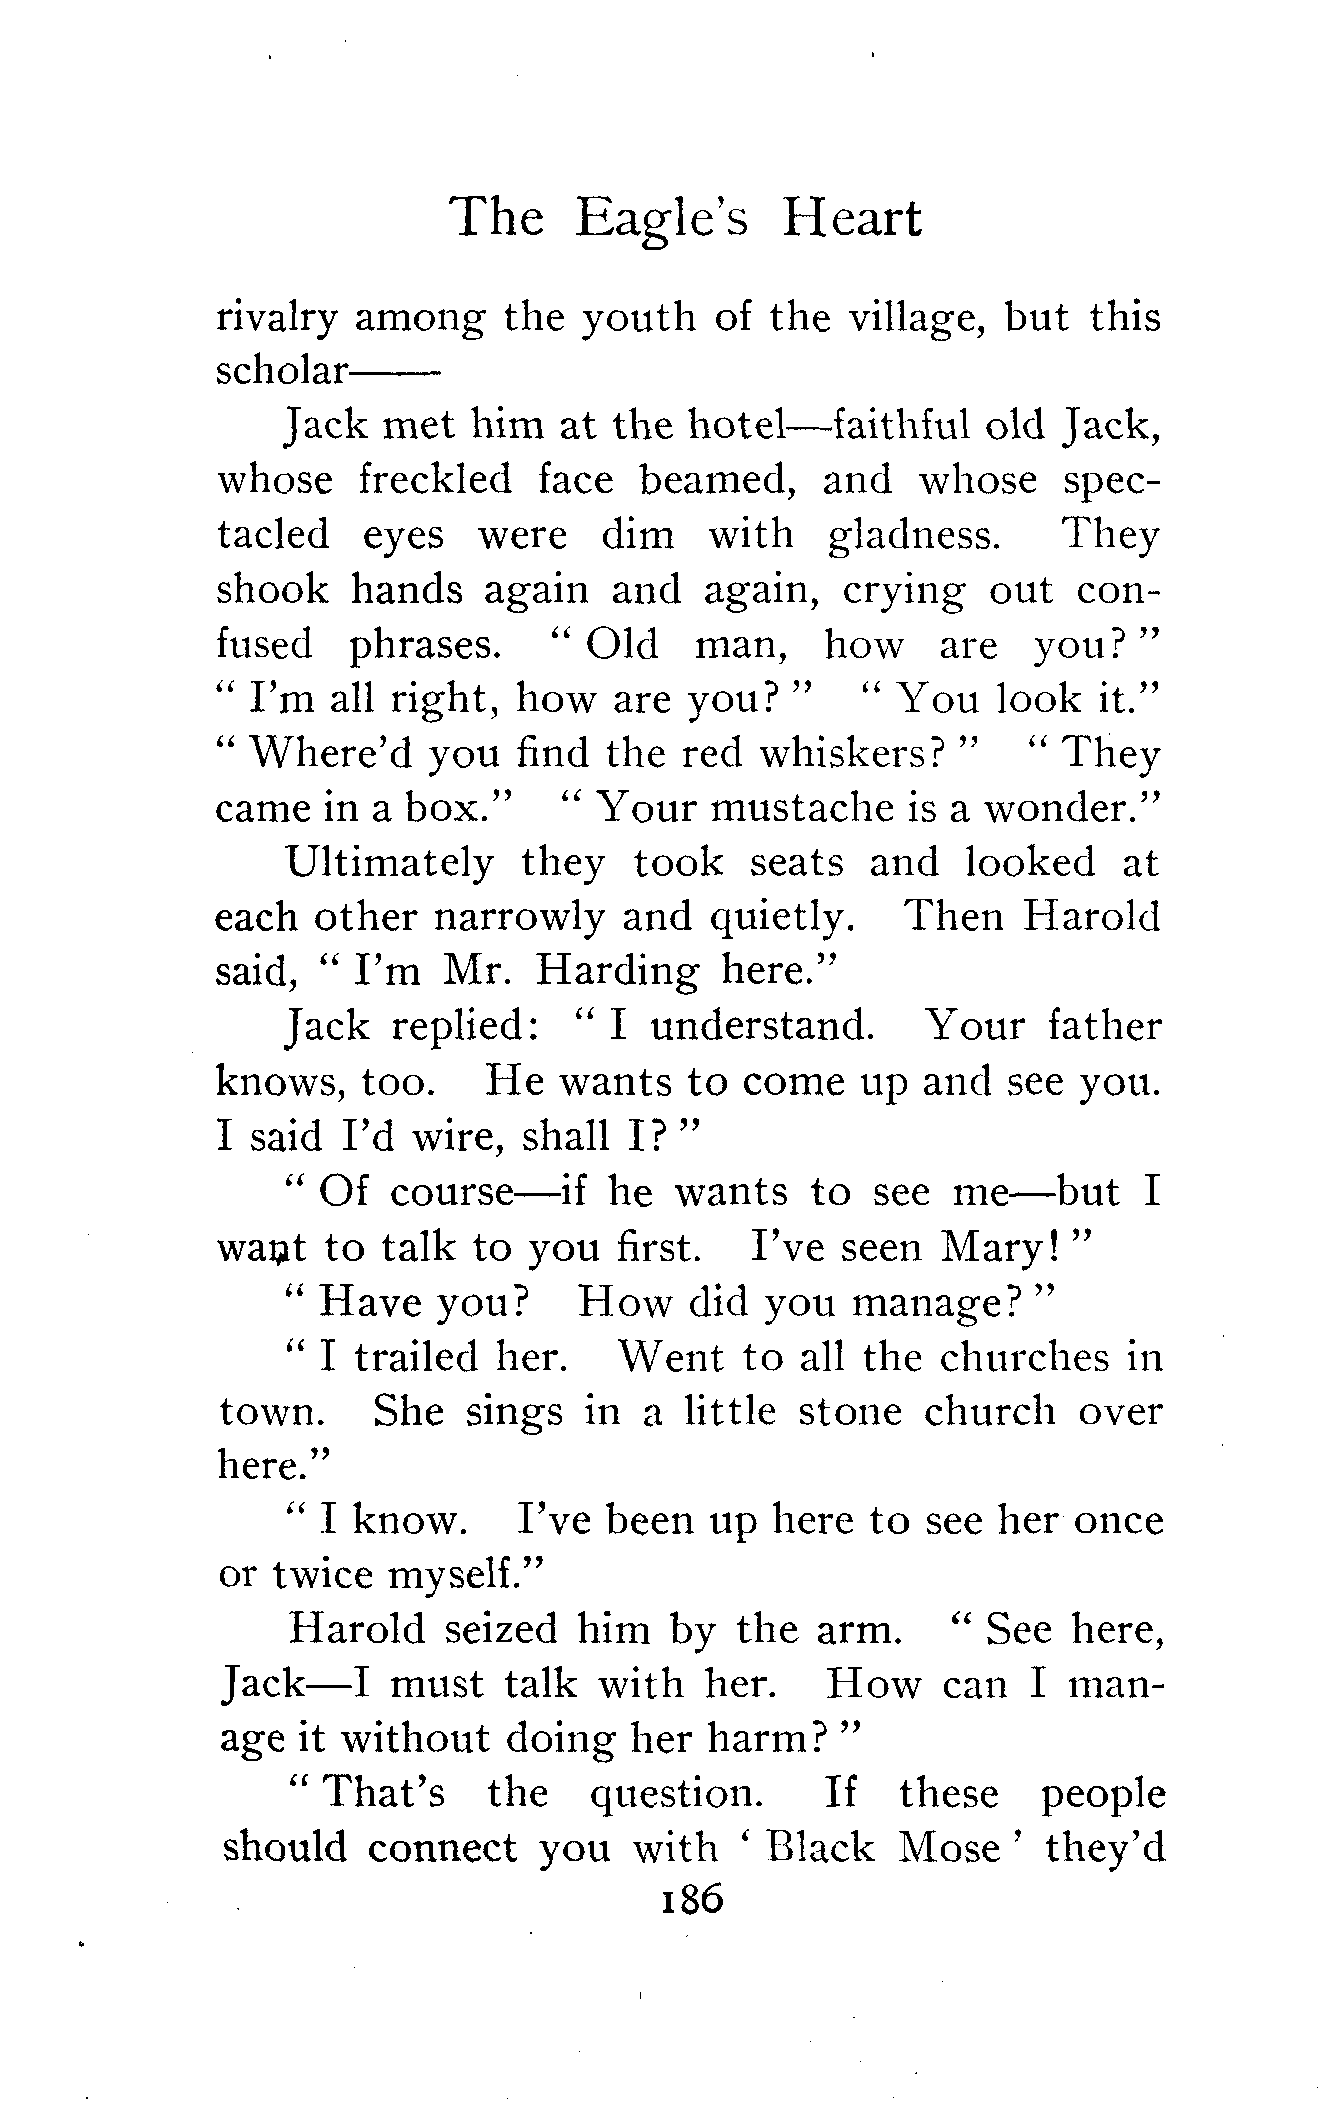 The Eagle's Heart
rivalry among the youth of the village, but this
scholar——
Jack met him at the hotel—faithful old Jack,
whose freckled face beamed, and whose spec-
tacled eyes were dim with gladness. They
shook hands again and again, crying out con-
fused phrases. " Old man, how are you? "
" I'm all right, how are you? " " You look it."
" Where'd you find the red whiskers? " " They
came in a box." " Your mustache is a wonder."
Ultimately they took seats and looked at
each other narrowly and quietly. Then Harold
said, " I'm Mr. Harding here."
Jack replied: " I understand. Your father
knows, too. He wants to come up and see you.
I said I'd wire, shall I? "
" Of course—if he wants to see me—but I
want to talk to you first. I've seen Mary! "
" Have you? How did you manage? "
" I trailed her. Went to all the churches in
town. She sings in a little stone church over
here."
" I know. I've been up here to see her once
or twice myself."
Harold seized him by the arm. " See here,
Jack—I must talk with her. How can I man-
age it without doing her harm? "
" That's the question. If these people
should connect you with ' Black Mose ' they'd
186